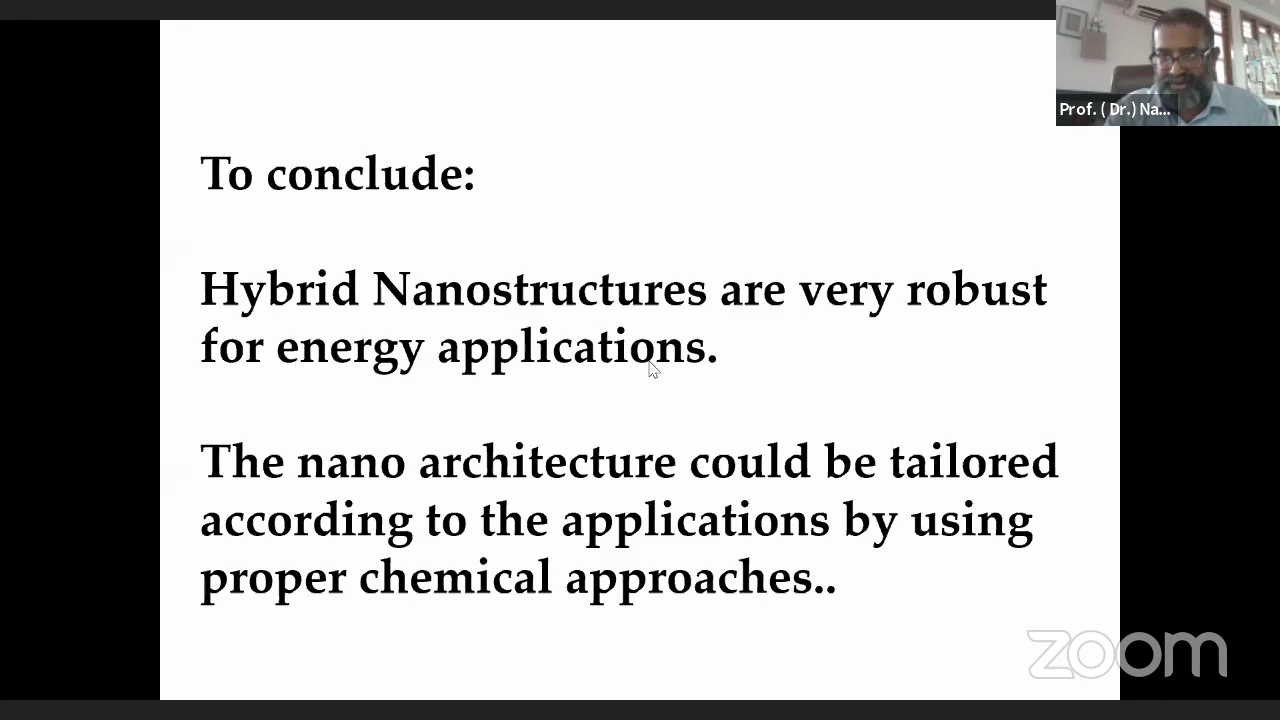 Prof. ( Dr.) Na...
To conclude:
Hybrid Nanostructures are very robust
for energy applications.
The nano architecture could be tailored
according to the applications by using
proper chemical approaches..
zoom